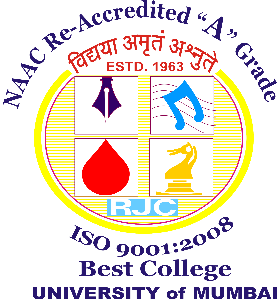 NAAC Re-Accredited "A" Grade
विद्यया अमृतं अश्नुते
ESTD. 1963
RJC
ISO 9001:2008
Best College
UNIVERSITY of MUMBAI